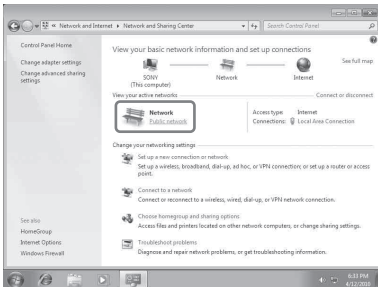 « Network and Internet ▸ Network and Sharing Center
Search Control Panel
Control Panel Home
Change adapter settings
Change advanced sharing
settings
View your basic network information and set up connections
See full map
SONY
(This computer)
Network
Internet
View your active networks
Connect or disconnect
Network
Public network
Access type: Internet
Connections: Local Area Connection
Change your networking settings
Set up a new connection or network
Set up a wireless, broadband, dial-up, ad hoc, or VPN connection; or set up a router or access
point.
Connect to a network
Connect or reconnect to a wireless, wired, dial-up, or VPN network connection.
Choose homegroup and sharing options
Access files and printers located on other network computers, or change sharing settings.
Troubleshoot problems
Diagnose and repair network problems, or get troubleshooting information.
See also
HomeGroup
Internet Options
Windows Firewall
6:33 PM
4/12/2010